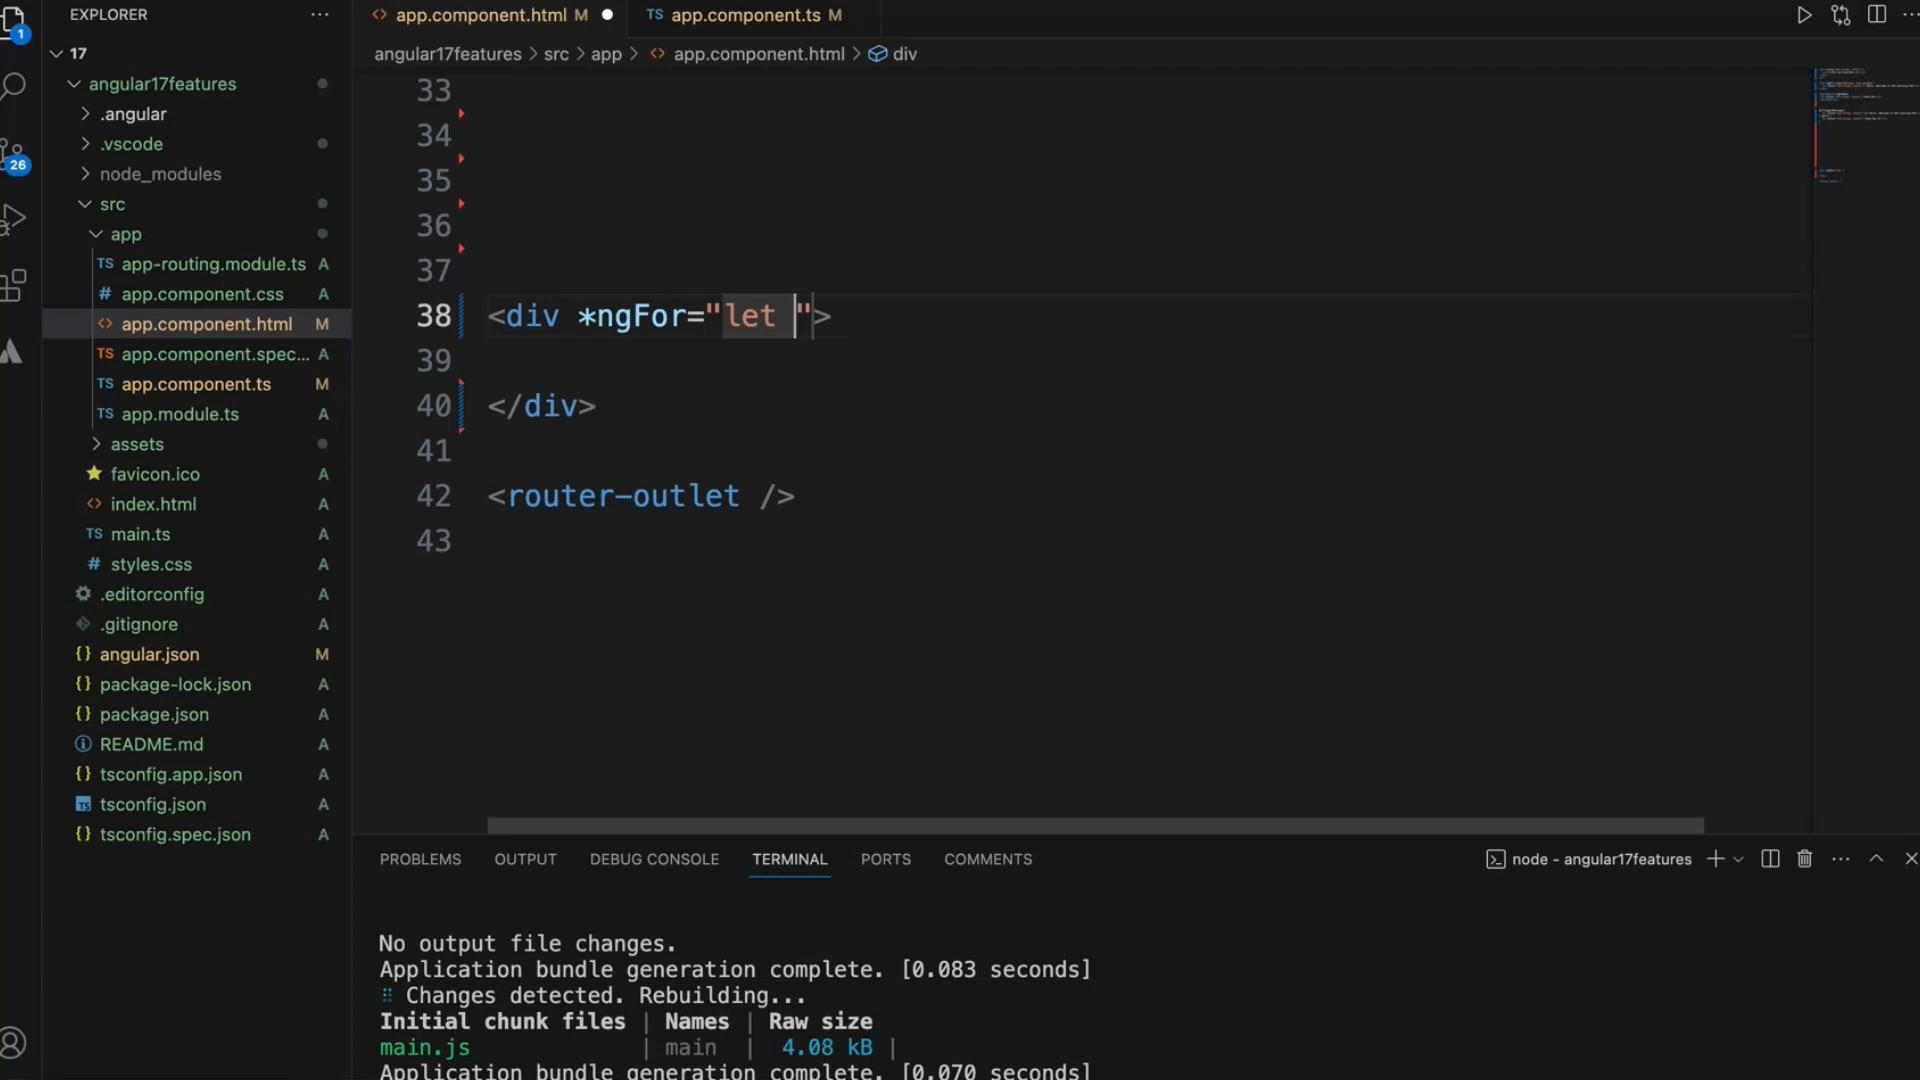 EXPLORER
17
angular17features
.angular
.vscode
node_modules
src
app
app-routing.module.ts A
app.component.css A
app.component.html M
app.component.spec... A
app.component.ts M
app.module.ts A
assets
favicon.ico A
index.html A
main.ts A
styles.css A
.editorconfig A
.gitignore A
angular.json M
package-lock.json A
package.json A
README.md A
tsconfig.app.json A
tsconfig.json A
tsconfig.spec.json A
1
26
app.component.html M
TS app.component.ts M
angular17features > src > app > app.component.html > div
33
34
35
36
37
38 <div *ngFor="let ">
39
40 </div>
41
42 <router-outlet />
43
PROBLEMS OUTPUT DEBUG CONSOLE TERMINAL PORTS COMMENTS node - angular17features
No output file changes.
Application bundle generation complete. [0.083 seconds]
Changes detected. Rebuilding...
Initial chunk files | Names | Raw size
main.js | main | 4.08 kB |
Application bundle generation complete. [0.070 seconds]